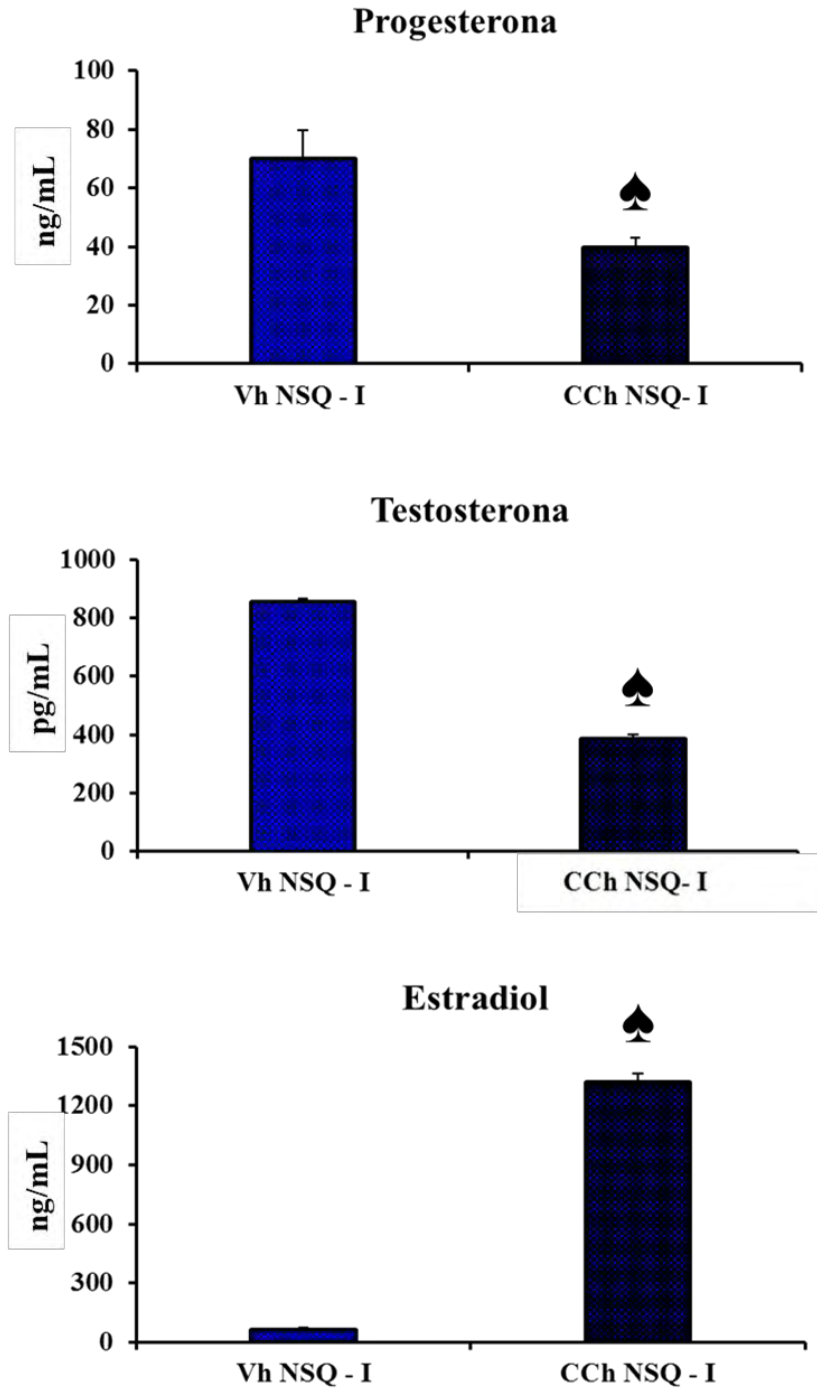 Progesterona
100
80
60
40
20
0
ng/mL
♠
Vh NSQ - I
CCh NSQ- I
Testosterona
1000
800
600
400
200
0
pg/mL
♠
Vh NSQ - I
CCh NSQ- I
Estradiol
1500
1200
900
600
300
0
ng/mL
♠
Vh NSQ - I
CCh NSQ - I